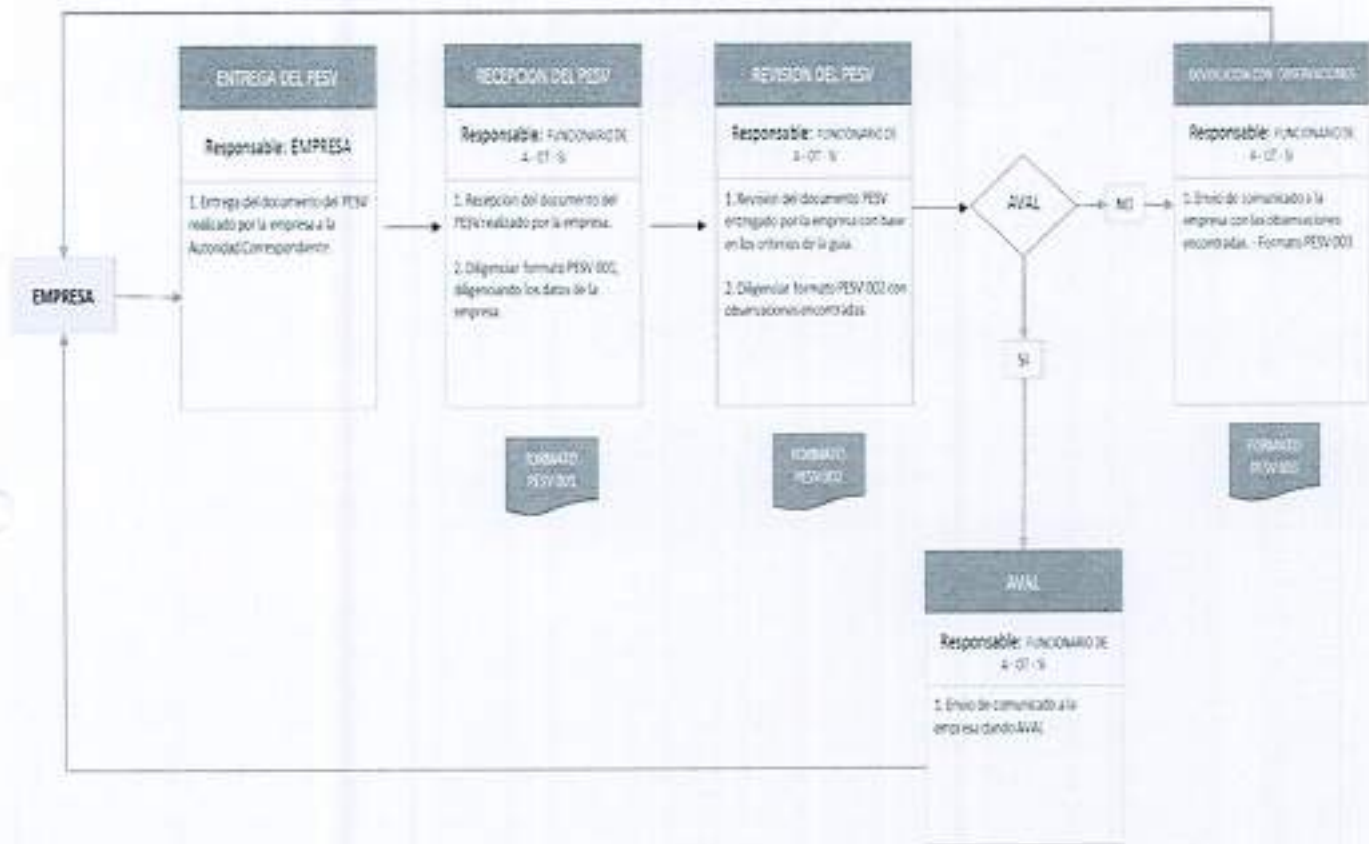 ENTREGA DEL PESV
Responsable: EMPRESA
1. Entrega del documento del PESV
realizado por la empresa a la
Autoridad Correspondiente.
RECEPCION DEL PESV
Responsable: FUNCIONARIO DE
A - OT - SI
1. Recepcion del documento del
PESV realizado por la empresa.
2. Diligenciar formato PESV 001,
diligenciando los datos de la
empresa.
REVISION DEL PESV
Responsable: FUNCIONARIO DE
A - OT - SI
1. Revision del documento PESV
entregado por la empresa con base
en los criterios de la guia.
2. Diligenciar formato PESV 002 con
observaciones encontradas.
AVAL
NO
SI
DEVOLUCION CON OBSERVACIONES
Responsable: FUNCIONARIO DE
A - OT - SI
1. Envio de comunicado a la
empresa con las observaciones
encontradas. - Formato PESV 003
EMPRESA
FORMATO
PESV 001
FORMATO
PESV 002
FORMATO
PESV 003
AVAL
Responsable: FUNCIONARIO DE
A - OT - SI
1. Envio de comunicado a la
empresa dando AVAL